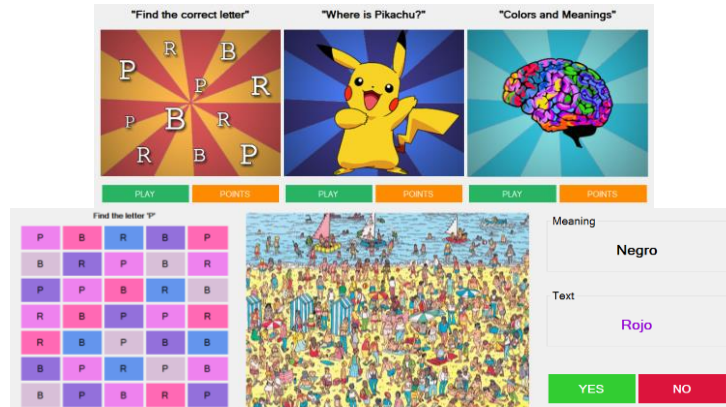 "Find the correct letter"
"Where is Pikachu?"
"Colors and Meanings"
R B
P
P R
P B R
R B P
PLAY POINTS PLAY POINTS PLAY POINTS
Find the letter 'P'
P B R B P
B R P B R
P P B R B
R B P P R
R B P B B
B P R P B
B P B R P
Meaning
Negro
Text
Rojo
YES NO